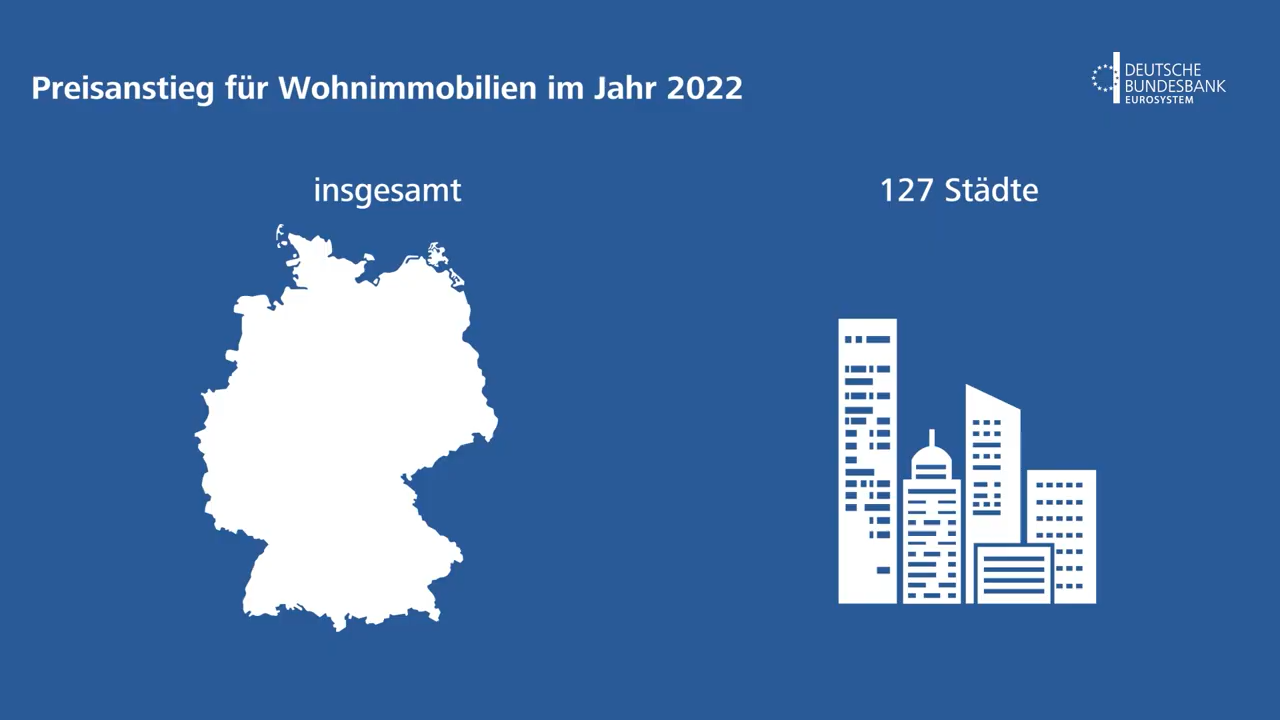 Preisanstieg für Wohnimmobilien im Jahr 2022
DEUTSCHE
BUNDESBANK
EUROSYSTEM
insgesamt
127 Städte